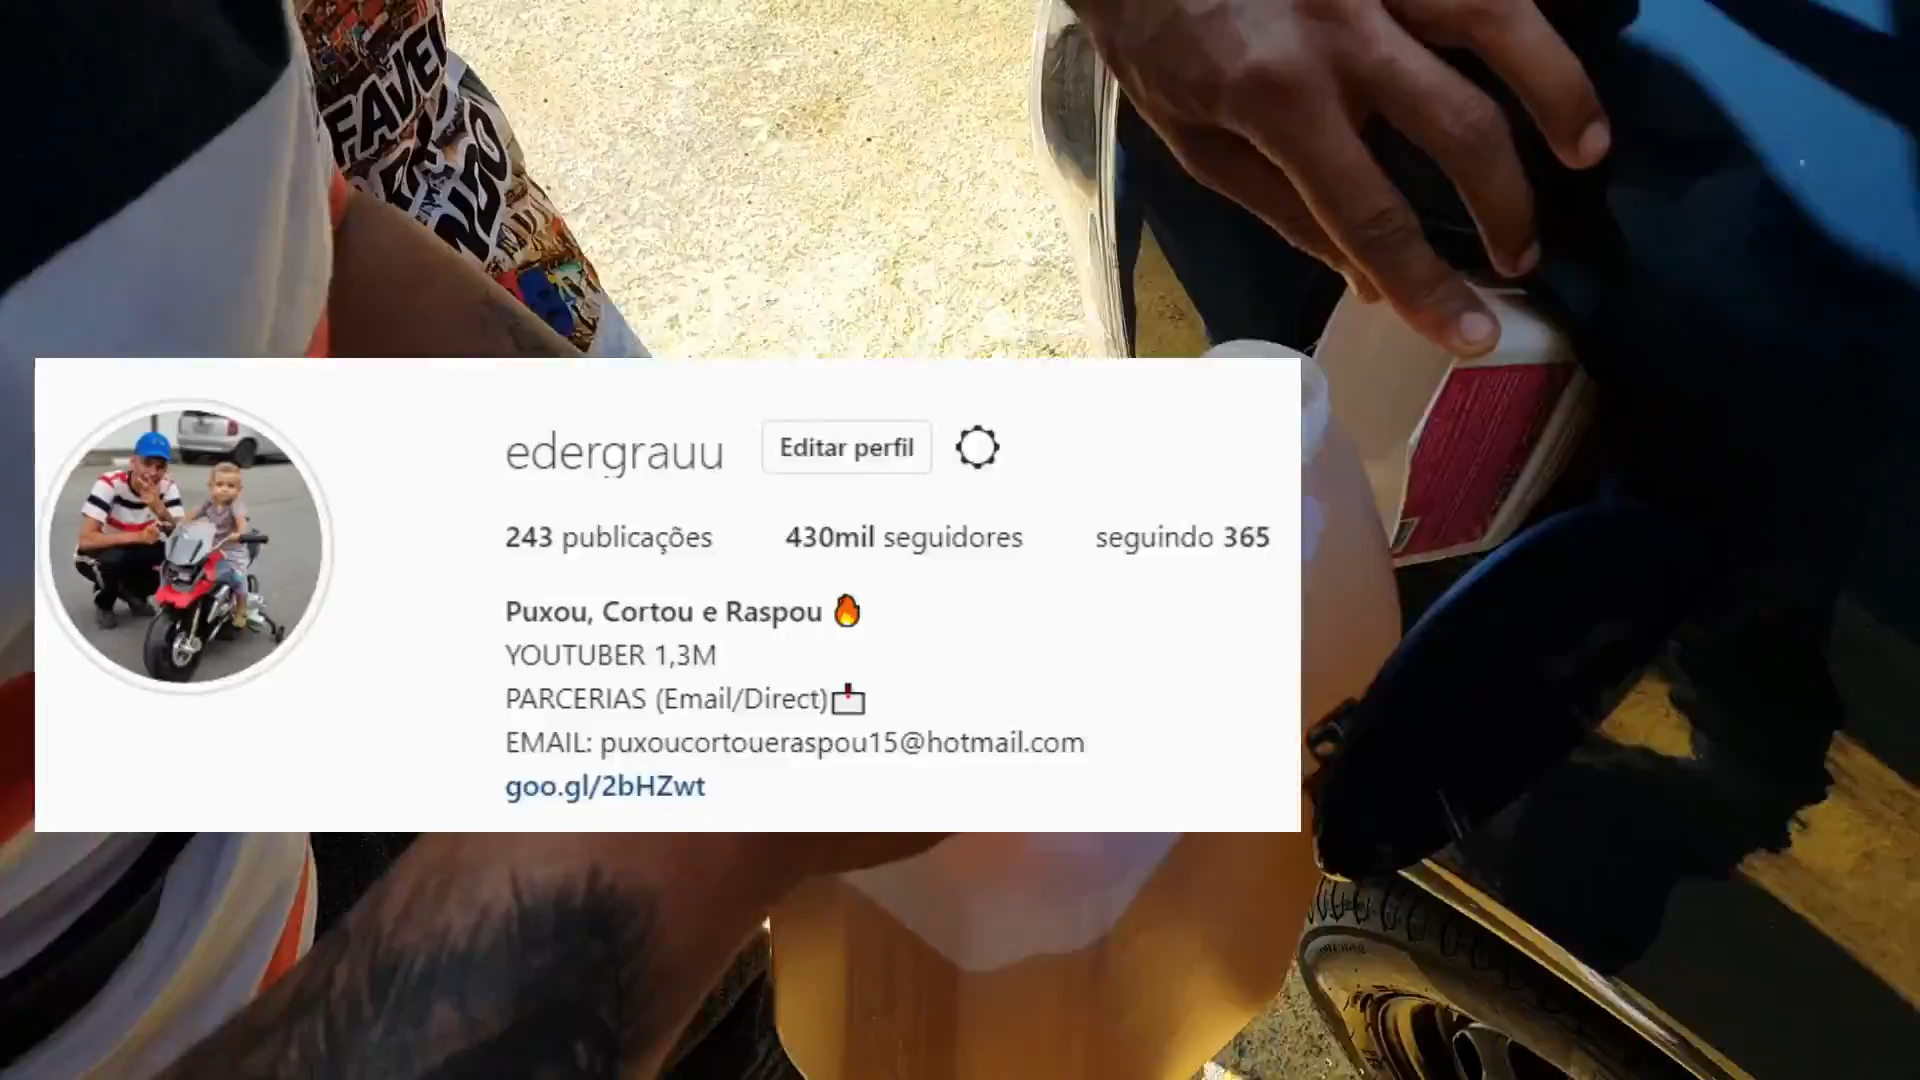 FAVE
edergrauu
Editar perfil
243 publicações 430mil seguidores seguindo 365
Puxou, Cortou e Raspou 🔥
YOUTUBER 1,3M
PARCERIAS (Email/Direct)📩
EMAIL: puxoucortoueraspou15@hotmail.com
goo.gl/2bHZwt